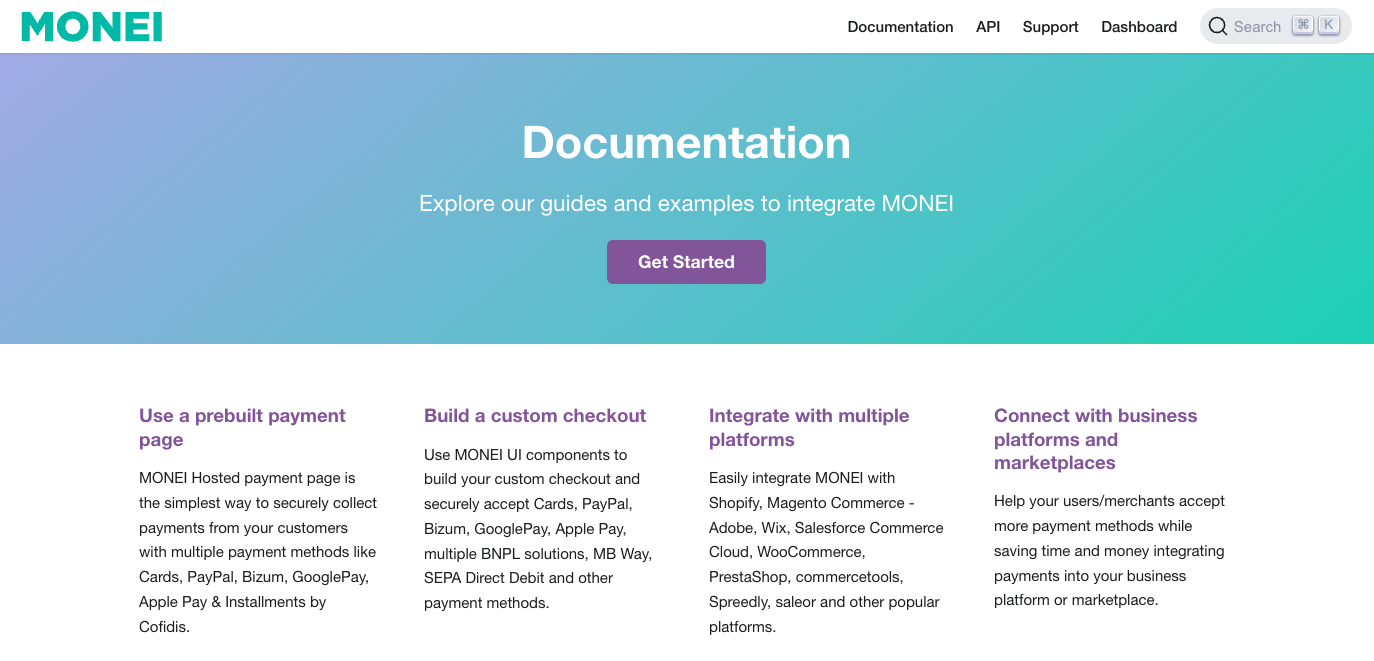 MONEI
Documentation API Support Dashboard Search ⌘ K
Documentation
Explore our guides and examples to integrate MONEI
Get Started
Use a prebuilt payment
page
MONEI Hosted payment page is
the simplest way to securely collect
payments from your customers
with multiple payment methods like
Cards, PayPal, Bizum, GooglePay,
Apple Pay & Installments by
Cofidis.
Build a custom checkout
Use MONEI UI components to
build your custom checkout and
securely accept Cards, PayPal,
Bizum, GooglePay, Apple Pay,
multiple BNPL solutions, MB Way,
SEPA Direct Debit and other
payment methods.
Integrate with multiple
platforms
Easily integrate MONEI with
Shopify, Magento Commerce -
Adobe, Wix, Salesforce Commerce
Cloud, WooCommerce,
PrestaShop, commercetools,
Spreedly, saleor and other popular
platforms.
Connect with business
platforms and
marketplaces
Help your users/merchants accept
more payment methods while
saving time and money integrating
payments into your business
platform or marketplace.